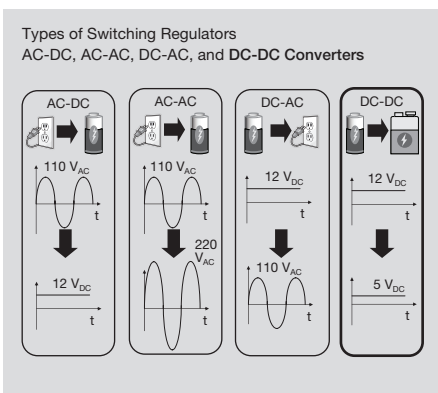 Types of Switching Regulators
AC-DC, AC-AC, DC-AC, and DC-DC Converters
AC-DC
110 VAC
t
12 VDC
t
AC-AC
110 VAC
t
220
VAC
t
DC-AC
12 VDC
t
110 VAC
t
DC-DC
12 VDC
t
5 VDC
t